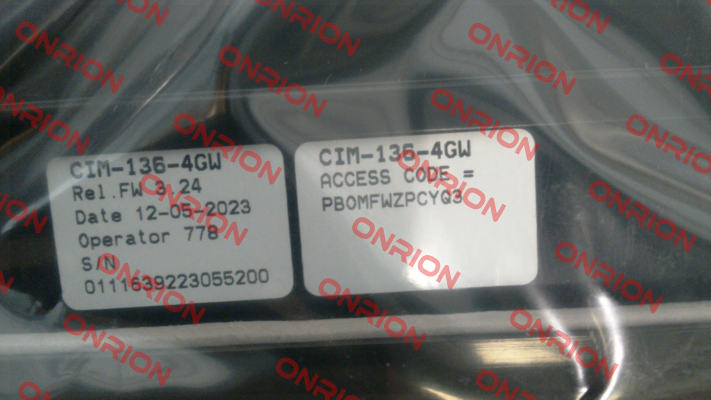 CIM-136-4GW
Rel.FW 3.24
Date 12-05-2023
Operator 778
S/N
0111639223055200
CIM-136-4GW
ACCESS CODE =
PBOMFWZPCYQ3
ONRION